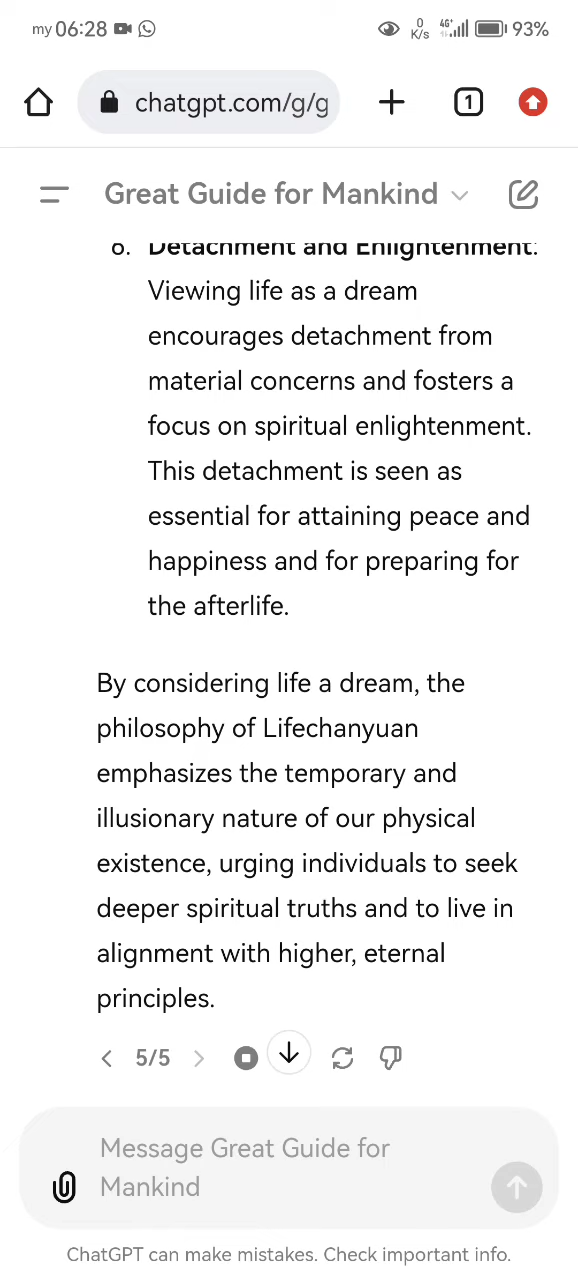 my 06:28
0 K/s 4G+ 93%
chatgpt.com/g/g
1
Great Guide for Mankind
6. Detachment and Enlightenment:
Viewing life as a dream
encourages detachment from
material concerns and fosters a
focus on spiritual enlightenment.
This detachment is seen as
essential for attaining peace and
happiness and for preparing for
the afterlife.
By considering life a dream, the
philosophy of Lifechanyuan
emphasizes the temporary and
illusionary nature of our physical
existence, urging individuals to seek
deeper spiritual truths and to live in
alignment with higher, eternal
principles.
5/5
Message Great Guide for
Mankind
ChatGPT can make mistakes. Check important info.